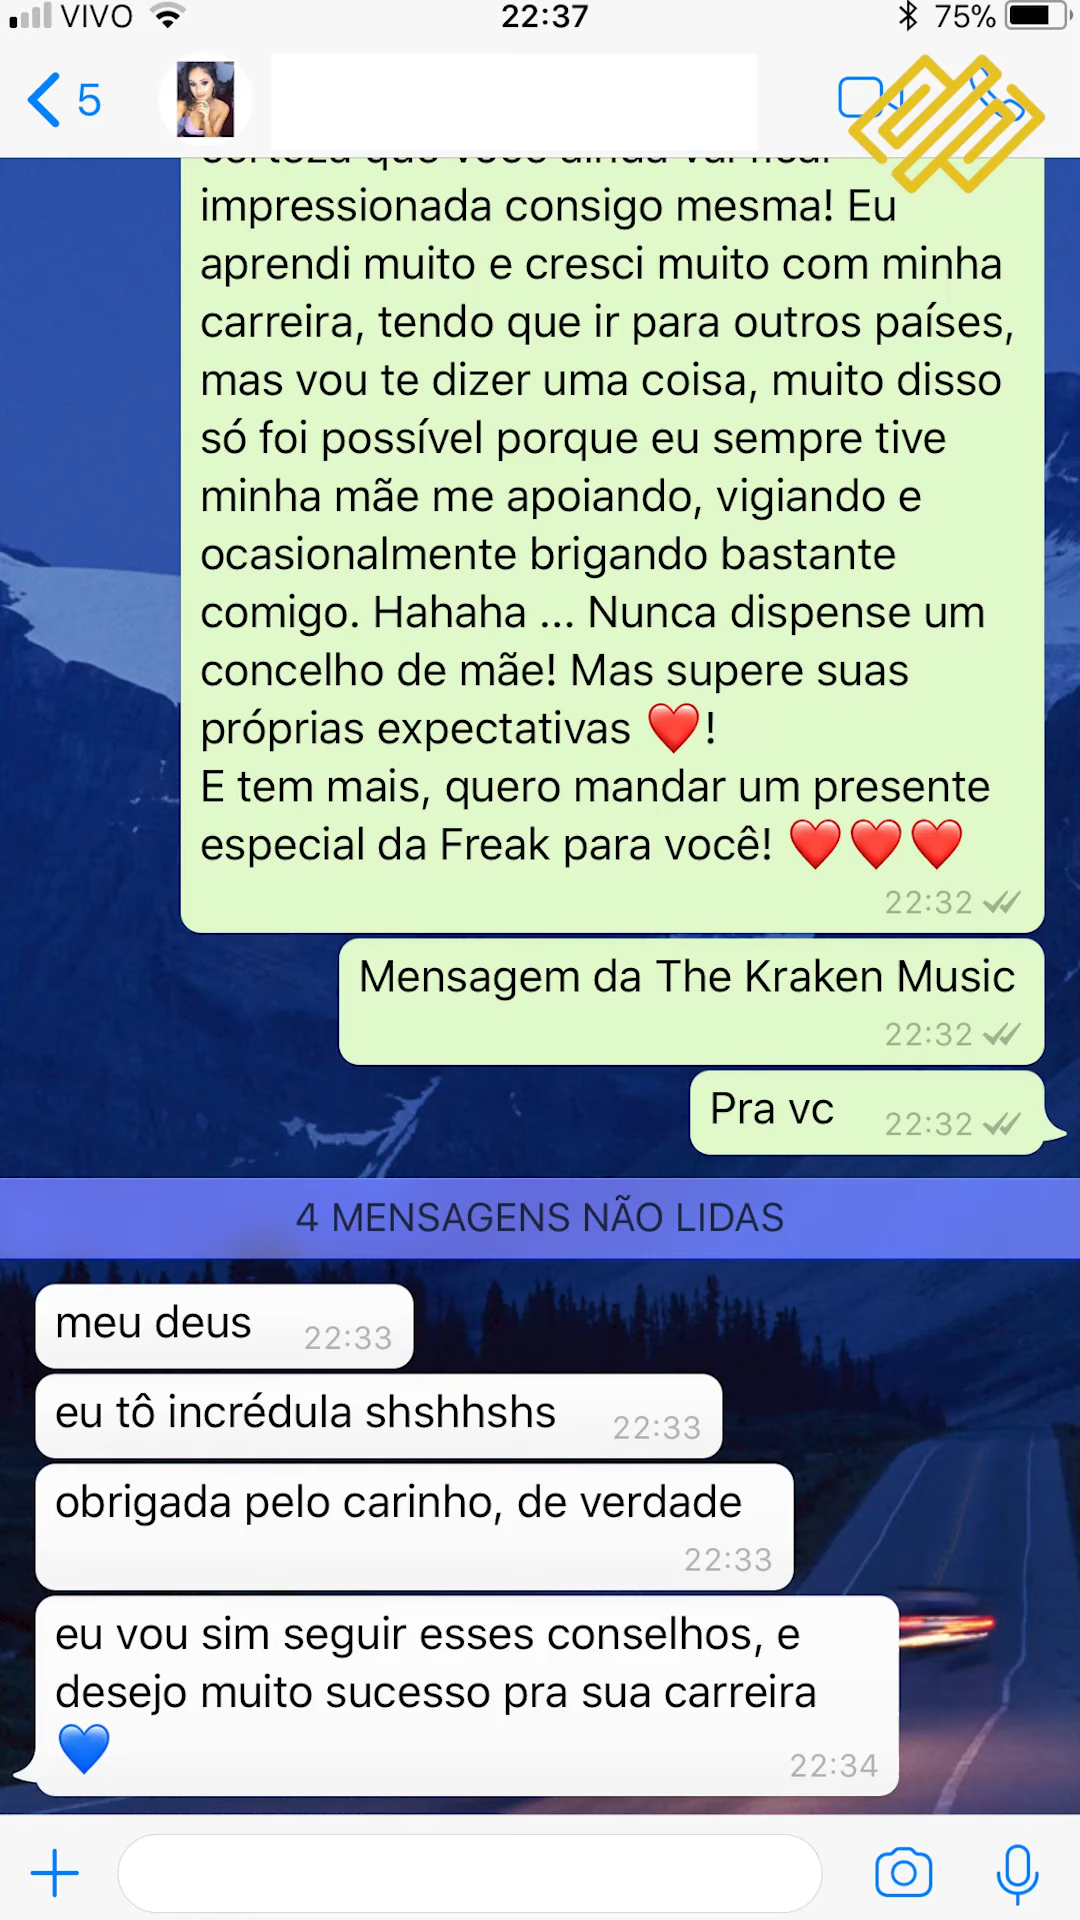 VIVO 22:37 75%
5
certeza que você ainda vai ficar
impressionada consigo mesma! Eu
aprendi muito e cresci muito com minha
carreira, tendo que ir para outros países,
mas vou te dizer uma coisa, muito disso
só foi possível porque eu sempre tive
minha mãe me apoiando, vigiando e
ocasionalmente brigando bastante
comigo. Hahaha ... Nunca dispense um
concelho de mãe! Mas supere suas
próprias expectativas ❤️!
E tem mais, quero mandar um presente
especial da Freak para você! ❤️❤️❤️
22:32
Mensagem da The Kraken Music
22:32
Pra vc 22:32
4 MENSAGENS NÃO LIDAS
meu deus 22:33
eu tô incrédula shshhshs 22:33
obrigada pelo carinho, de verdade
22:33
eu vou sim seguir esses conselhos, e
desejo muito sucesso pra sua carreira
💙
22:34